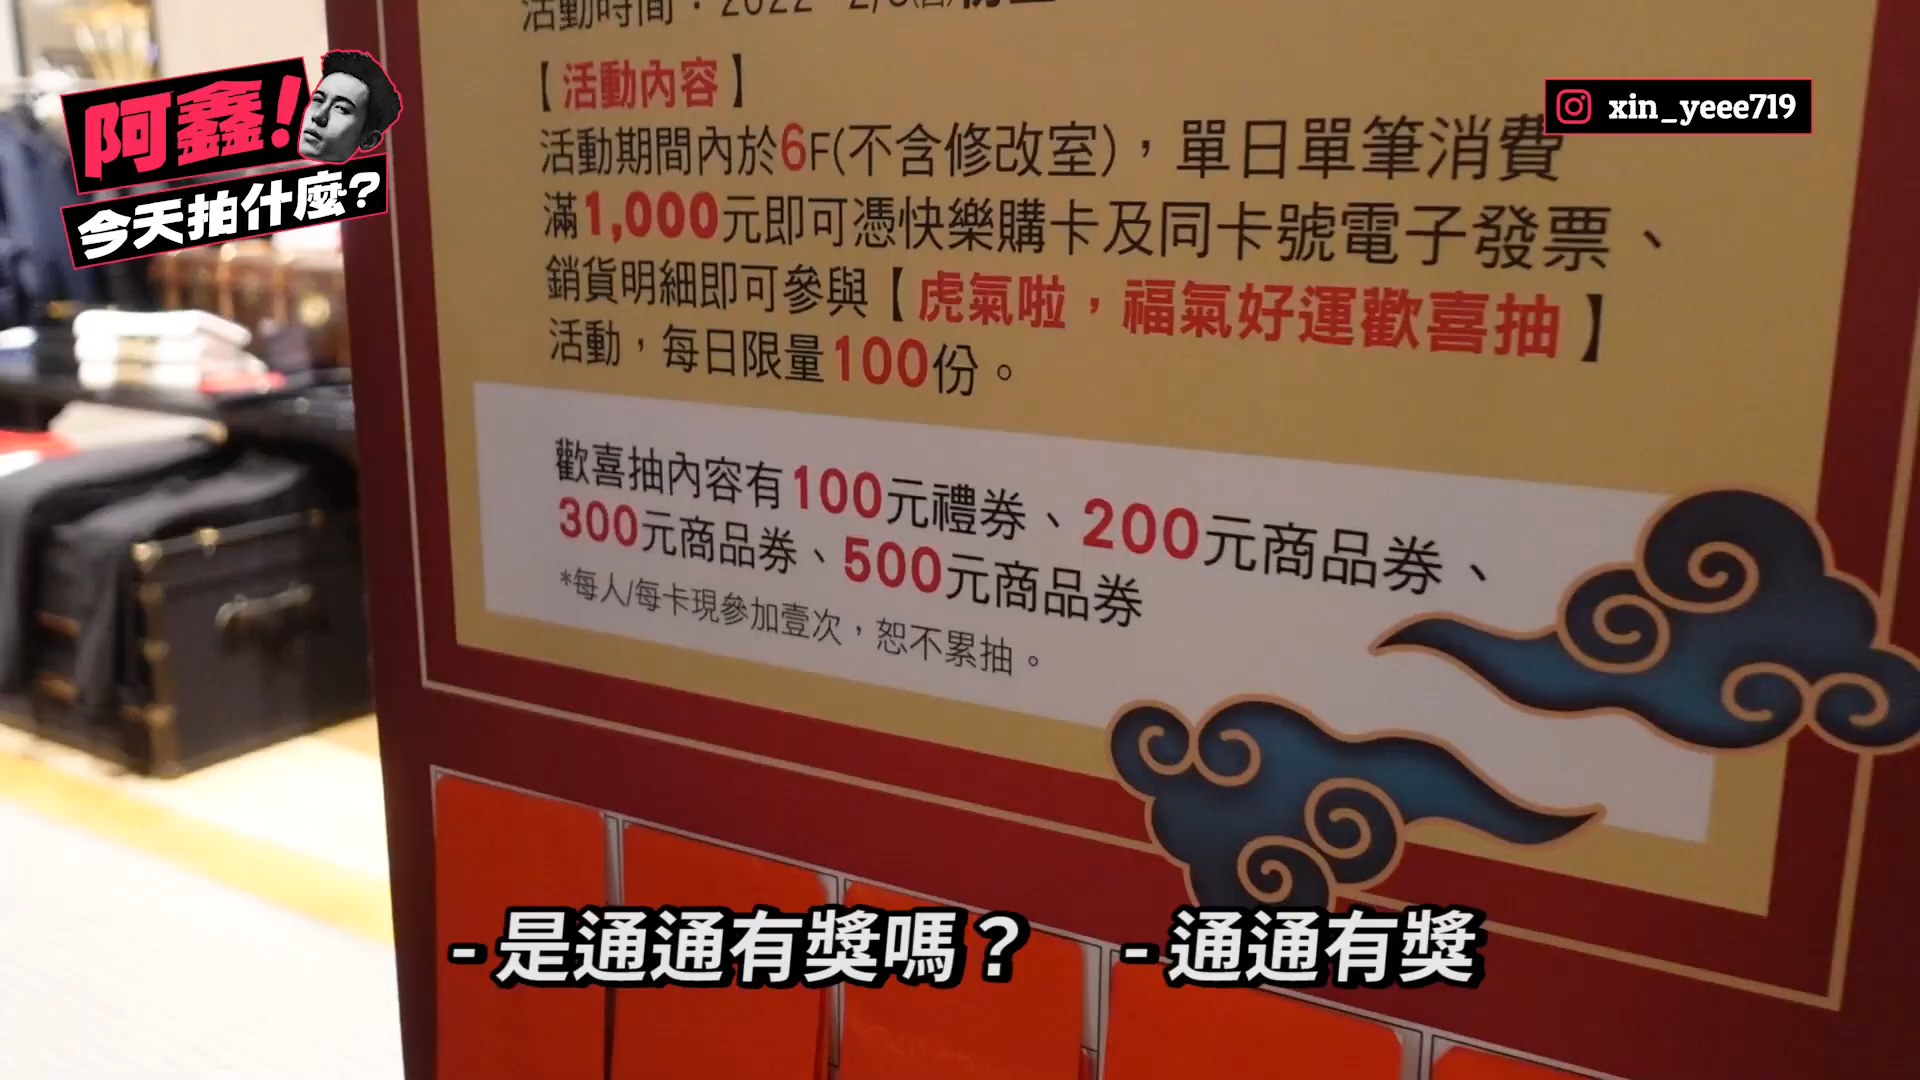 阿鑫!
今天拍什麼?
xin_yeee719
活動時間：2022
【活動內容】
活動期間內於6F(不含修改室)，單日單筆消費
滿1,000元即可憑快樂購卡及同卡號電子發票、
銷貨明細即可參與【虎氣啦，福氣好運歡喜抽】
活動，每日限量100份。
歡喜抽內容有100元禮券、200元商品券、
300元商品券、500元商品券
*每人/每卡現參加壹次，恕不累抽。
- 是通通有獎嗎？ - 通通有獎